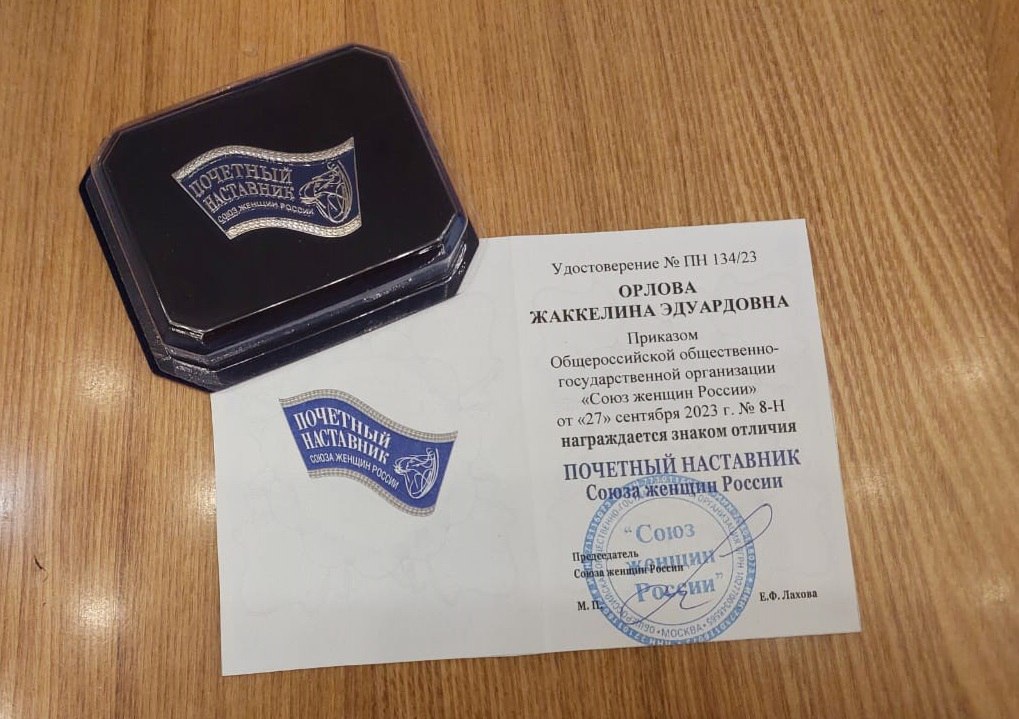 ПОЧЕТНЫЙ
НАСТАВНИК
СОЮЗ ЖЕНЩИН РОССИИ
ПОЧЕТНЫЙ
НАСТАВНИК
СОЮЗА ЖЕНЩИН РОССИИ
Удостоверение № ПН 134/23
ОРЛОВА
ЖАККЕЛИНА ЭДУАРДОВНА
Приказом
Общероссийской общественно-
государственной организации
«Союз женщин России»
от «27» сентября 2023 г. № 8-Н
награждается знаком отличия
ПОЧЕТНЫЙ НАСТАВНИК
Союза женщин России
Председатель
Союза женщин России
М. П.
Е.Ф. Лахова
“Союз
женщин
России”
МОСКВА